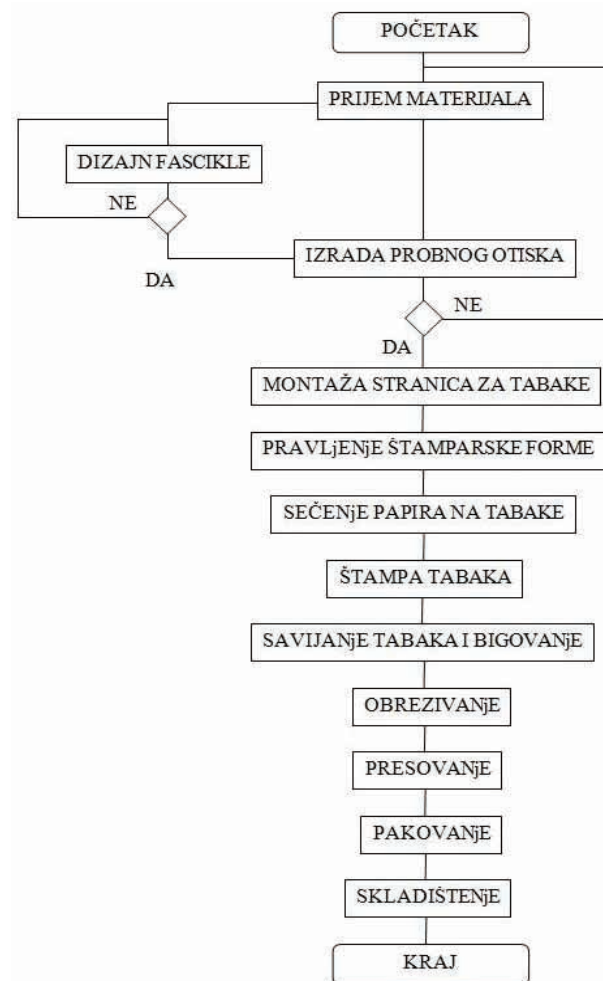 POČETAK
PRIJEM MATERIJALA
DIZAJN FASCIKLE
NE
DA
IZRADA PROBNOG OTISKA
NE
DA
MONTAŽA STRANICA ZA TABAKE
PRAVLjENjE ŠTAMPARSKE FORME
SEČENjE PAPIRA NA TABAKE
ŠTAMPA TABAKA
SAVIJANjE TABAKA I BIGOVANjE
OBREZIVANjE
PRESOVANjE
PAKOVANjE
SKLADIŠTENjE
KRAJ